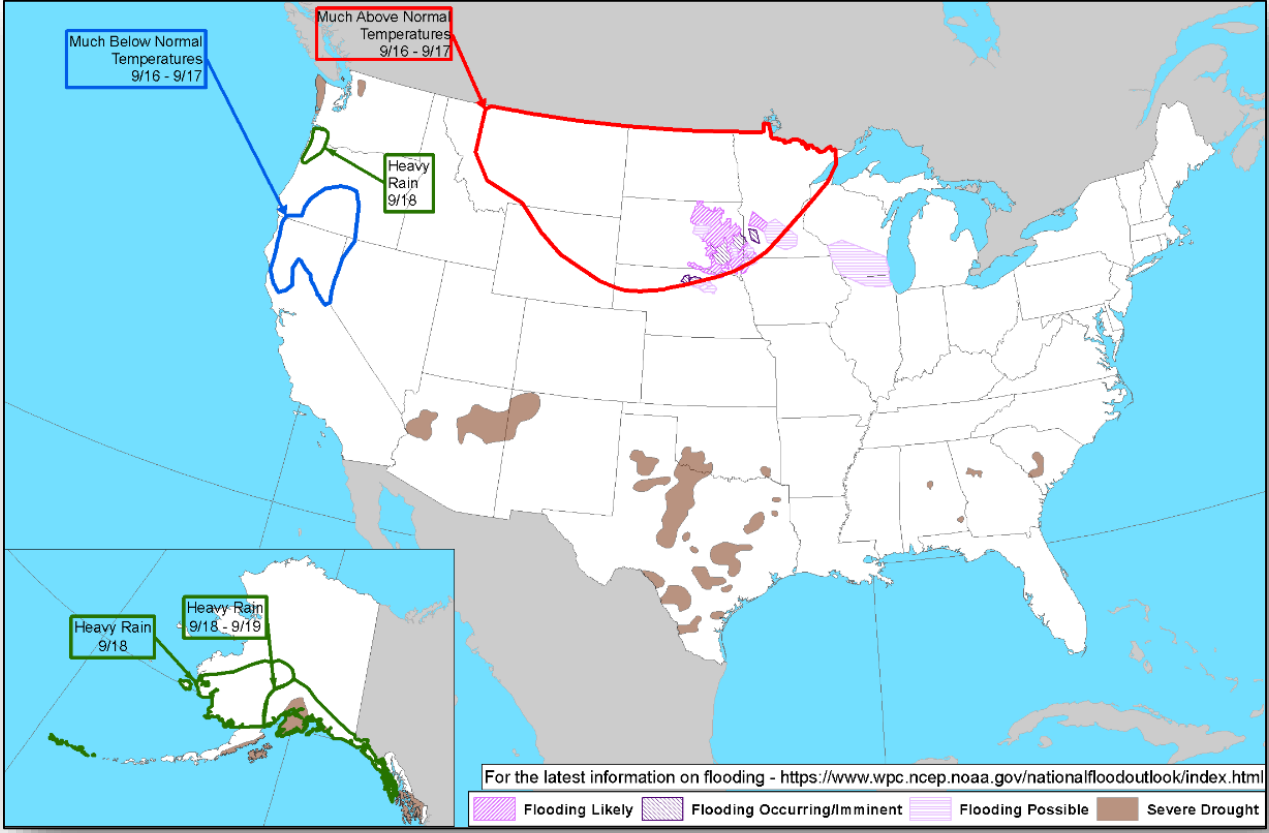 Much Above Normal
Temperatures
9/16 - 9/17
Much Below Normal
Temperatures
9/16 - 9/17
Heavy
Rain
9/18
Heavy Rain
9/18 - 9/19
Heavy Rain
9/18
For the latest information on flooding - https://www.wpc.ncep.noaa.gov/nationalfloodoutlook/index.html
Flooding Likely Flooding Occurring/Imminent Flooding Possible Severe Drought